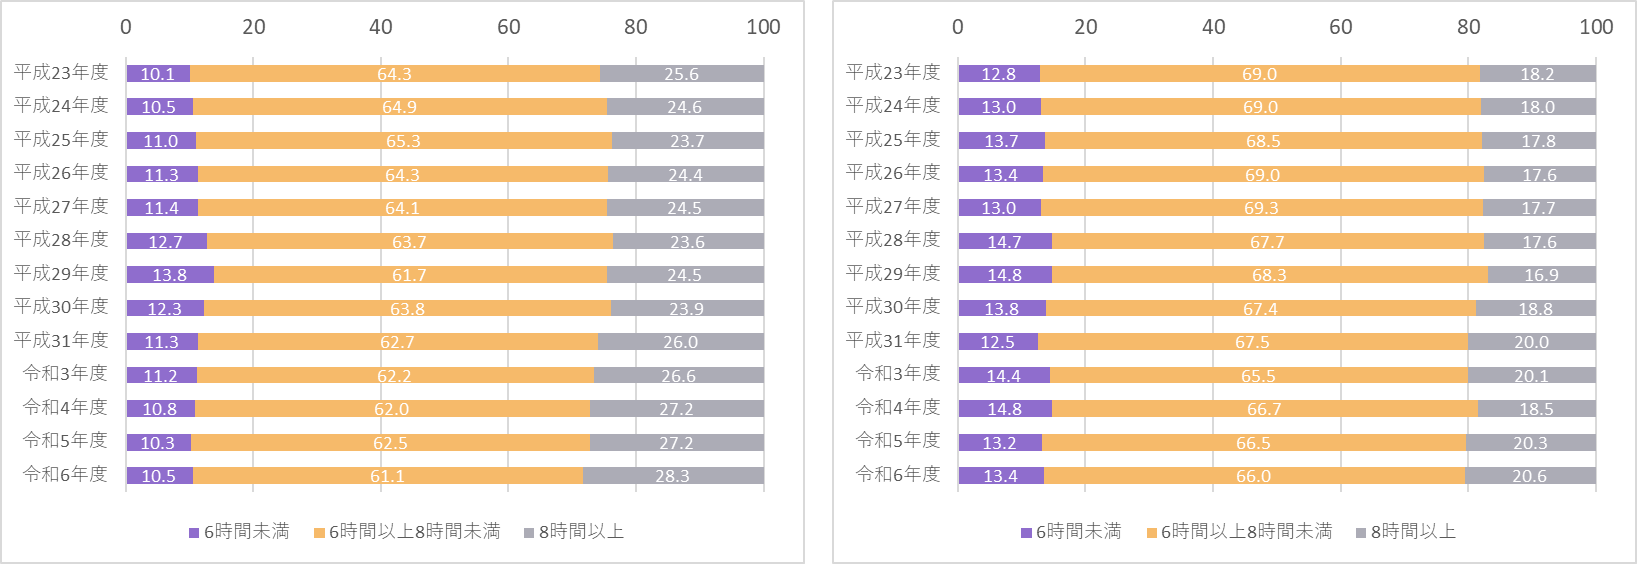 0 20 40 60 80 100
平成23年度 10.1 64.3 25.6
平成24年度 10.5 64.9 24.6
平成25年度 11.0 65.3 23.7
平成26年度 11.3 64.3 24.4
平成27年度 11.4 64.1 24.5
平成28年度 12.7 63.7 23.6
平成29年度 13.8 61.7 24.5
平成30年度 12.3 63.8 23.9
平成31年度 11.3 62.7 26.0
令和3年度 11.2 62.2 26.6
令和4年度 10.8 62.0 27.2
令和5年度 10.3 62.5 27.2
令和6年度 10.5 61.1 28.3
6時間未満 6時間以上8時間未満 8時間以上
0 20 40 60 80 100
平成23年度 12.8 69.0 18.2
平成24年度 13.0 69.0 18.0
平成25年度 13.7 68.5 17.8
平成26年度 13.4 69.0 17.6
平成27年度 13.0 69.3 17.7
平成28年度 14.7 67.7 17.6
平成29年度 14.8 68.3 16.9
平成30年度 13.8 67.4 18.8
平成31年度 12.5 67.5 20.0
令和3年度 14.4 65.5 20.1
令和4年度 14.8 66.7 18.5
令和5年度 13.2 66.5 20.3
令和6年度 13.4 66.0 20.6
6時間未満 6時間以上8時間未満 8時間以上